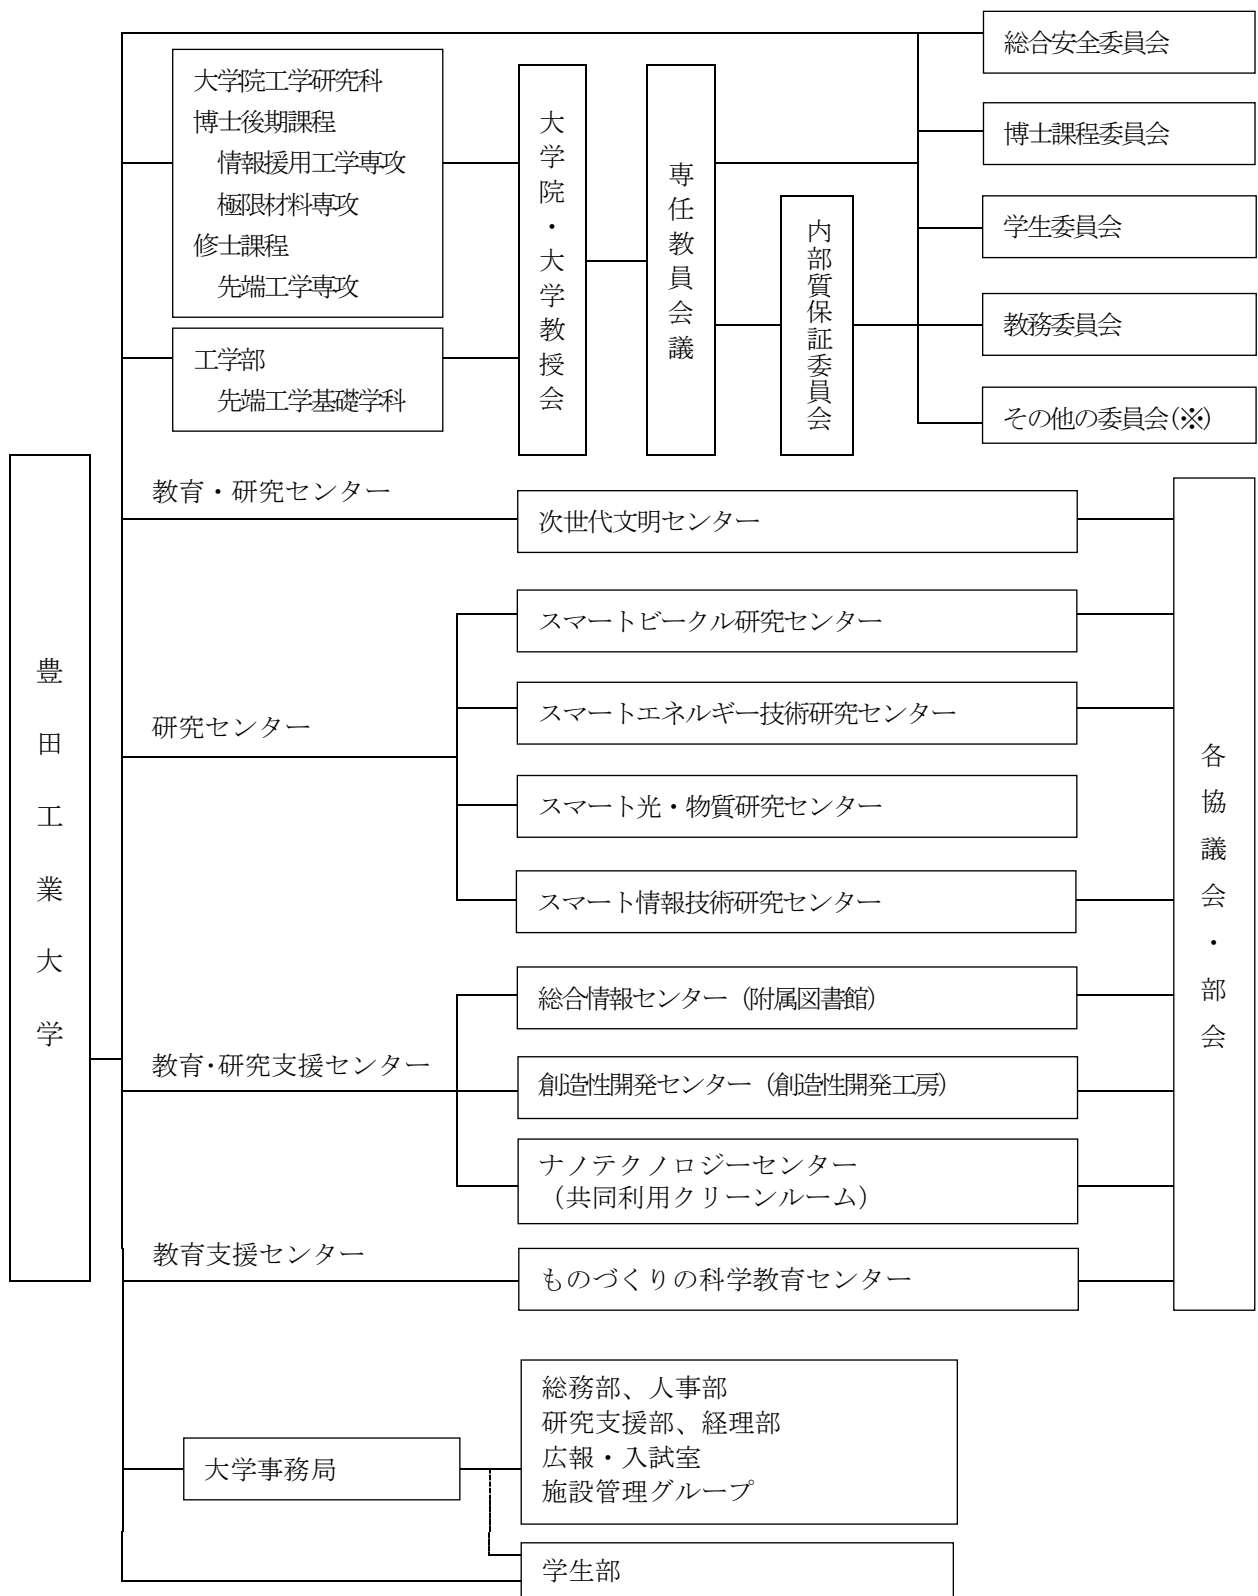 総合安全委員会
大学院工学研究科
博士後期課程
情報援用工学専攻
極限材料専攻
修士課程
先端工学専攻
工学部
先端工学基礎学科
大学院・大学教授会
専任教員会議
内部質保証委員会
博士課程委員会
学生委員会
教務委員会
その他の委員会(※)
豊田工業大学
教育・研究センター
次世代文明センター
研究センター
スマートビークル研究センター
スマートエネルギー技術研究センター
スマート光・物質研究センター
スマート情報技術研究センター
教育・研究支援センター
総合情報センター（附属図書館）
創造性開発センター（創造性開発工房）
ナノテクノロジーセンター
（共同利用クリーンルーム）
教育支援センター
ものづくりの科学教育センター
各協議会・部会
大学事務局
総務部、人事部
研究支援部、経理部
広報・入試室
施設管理グループ
学生部